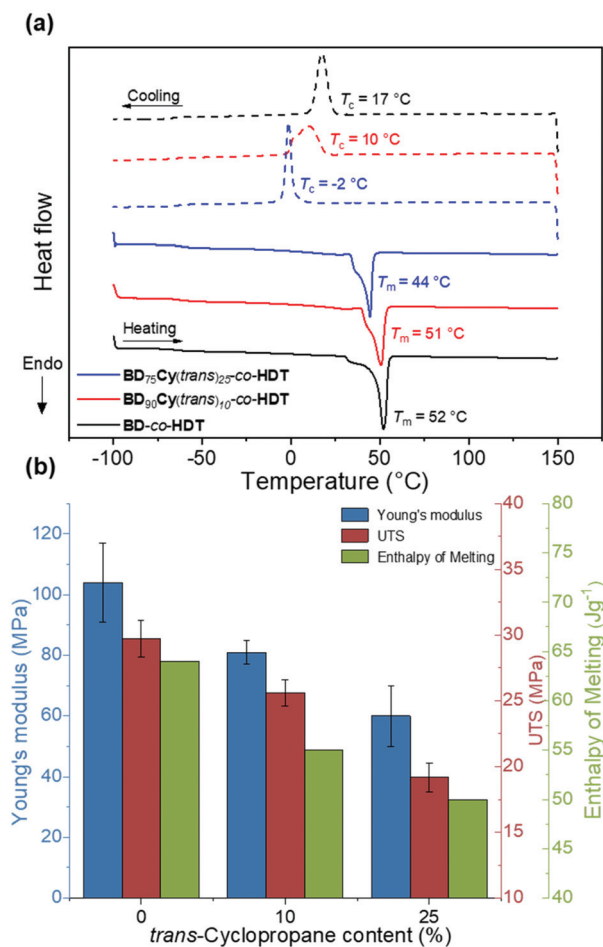 (a)
Cooling
Tc = 17 °C
Tc = 10 °C
Tc = -2 °C
Heat flow
Tm = 44 °C
Heating
Tm = 51 °C
Endo
BD75Cy(trans)25-co-HDT
BD90Cy(trans)10-co-HDT
BD-co-HDT
Tm = 52 °C
-100 -50 0 50 100 150
Temperature (°C)
(b)
Young's modulus
UTS
Enthalpy of Melting
Young's modulus (MPa)
0
20
40
60
80
100
120
UTS (MPa)
10
15
20
25
30
35
40
Enthalpy of Melting (Jg-1)
40
45
50
55
60
65
70
75
80
0 10 25
trans-Cyclopropane content (%)